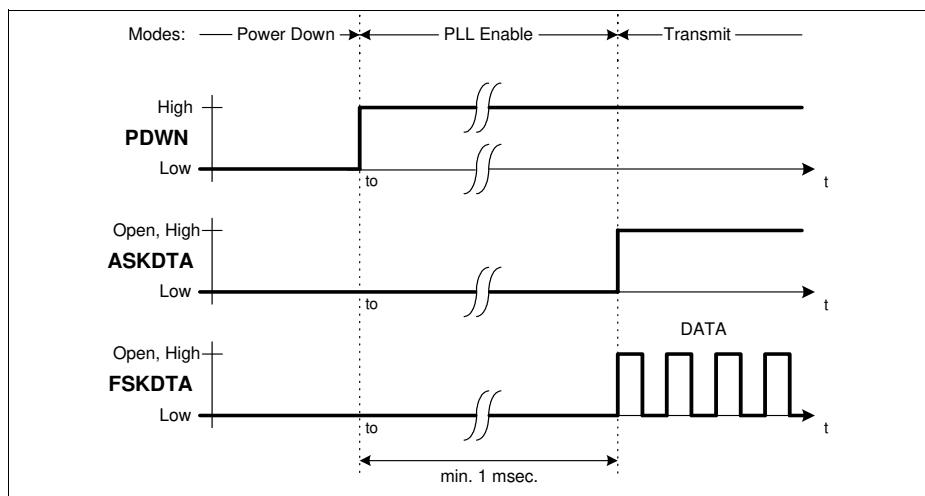 Modes: Power Down PLL Enable Transmit
High
PDWN
Low
to
t
Open, High
ASKDTA
Low
to
t
DATA
Open, High
FSKDTA
Low
to
t
min. 1 msec.